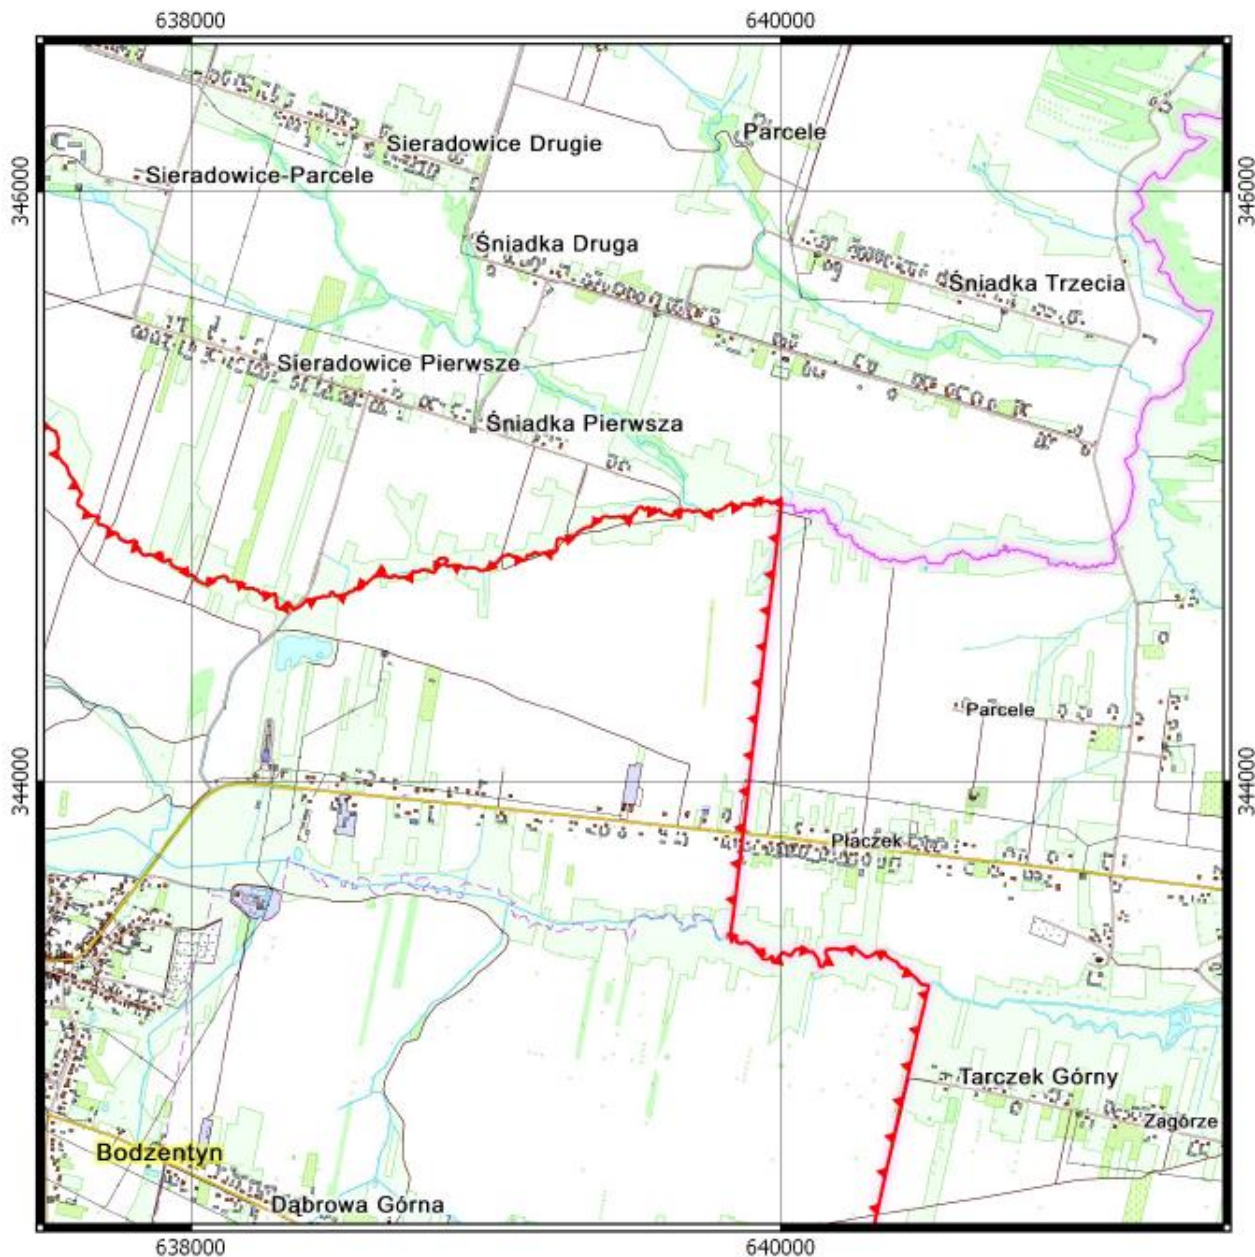 638000
640000
Sieradowice Drugie
Parcele
Sieradowice-Parcele
346000
346000
Śniadka Druga
Śniadka Trzecia
Sieradowice Pierwsze
Śniadka Pierwsza
Parcele
344000
344000
Płaczek
Tarczek Górny
Zagórze
Bodzentyn
Dąbrowa Górna
638000
640000